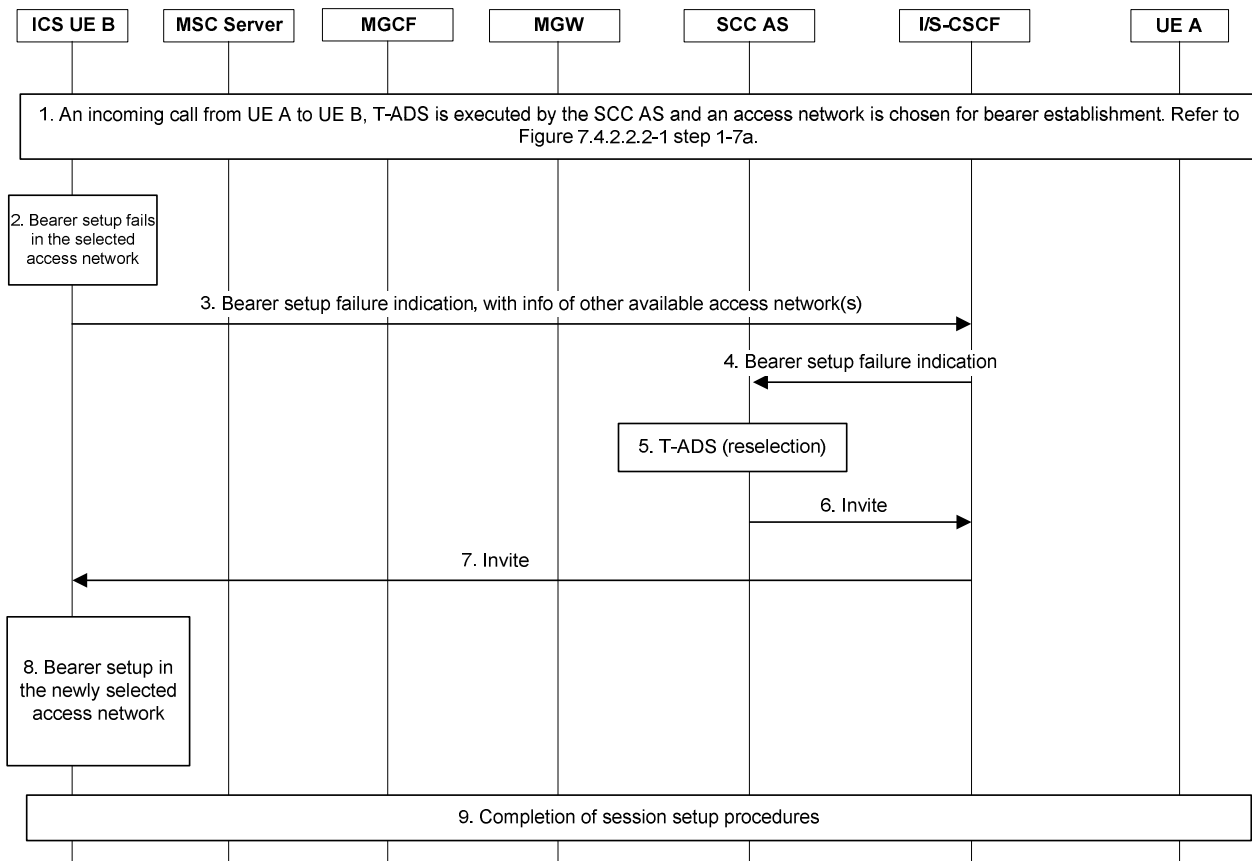 ICS UE B
MSC Server
MGCF
MGW
SCC AS
I/S-CSCF
UE A
1. An incoming call from UE A to UE B, T-ADS is executed by the SCC AS and an access network is chosen for bearer establishment. Refer to
Figure 7.4.2.2.2-1 step 1-7a.
2. Bearer setup fails
in the selected
access network
3. Bearer setup failure indication, with info of other available access network(s)
4. Bearer setup failure indication
5. T-ADS (reselection)
6. Invite
7. Invite
8. Bearer setup in
the newly selected
access network
9. Completion of session setup procedures